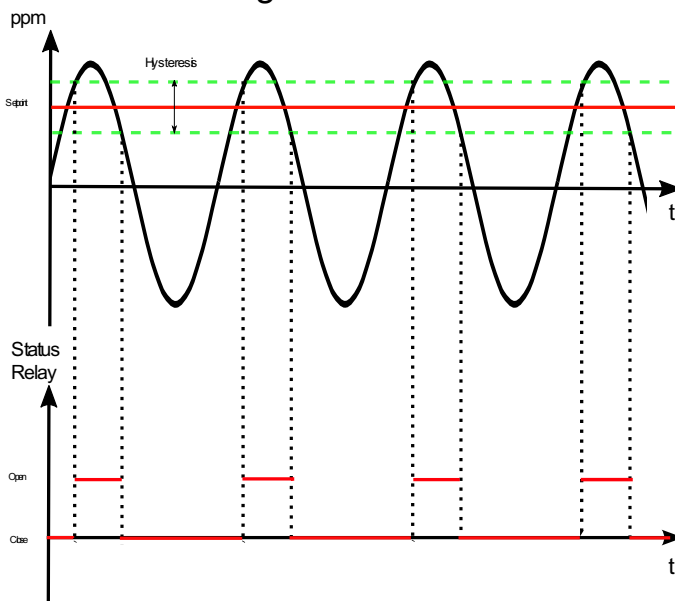 ppm
Hysteresis
Setpoint
t
Status
Relay
Open
Close
t